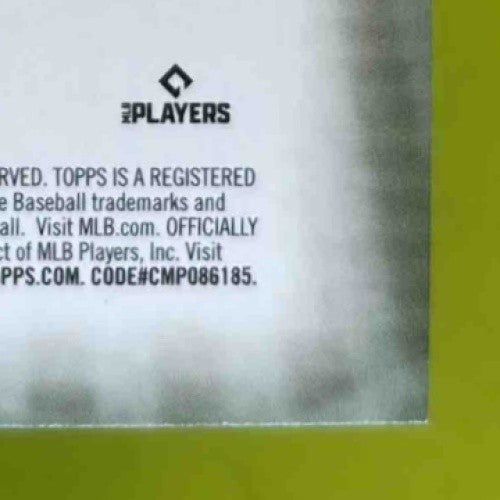 MLB PLAYERS
RVED. TOPPS IS A REGISTERED
e Baseball trademarks and
all. Visit MLB.com. OFFICIALLY
ct of MLB Players, Inc. Visit
PPS.COM. CODE#CMP086185.